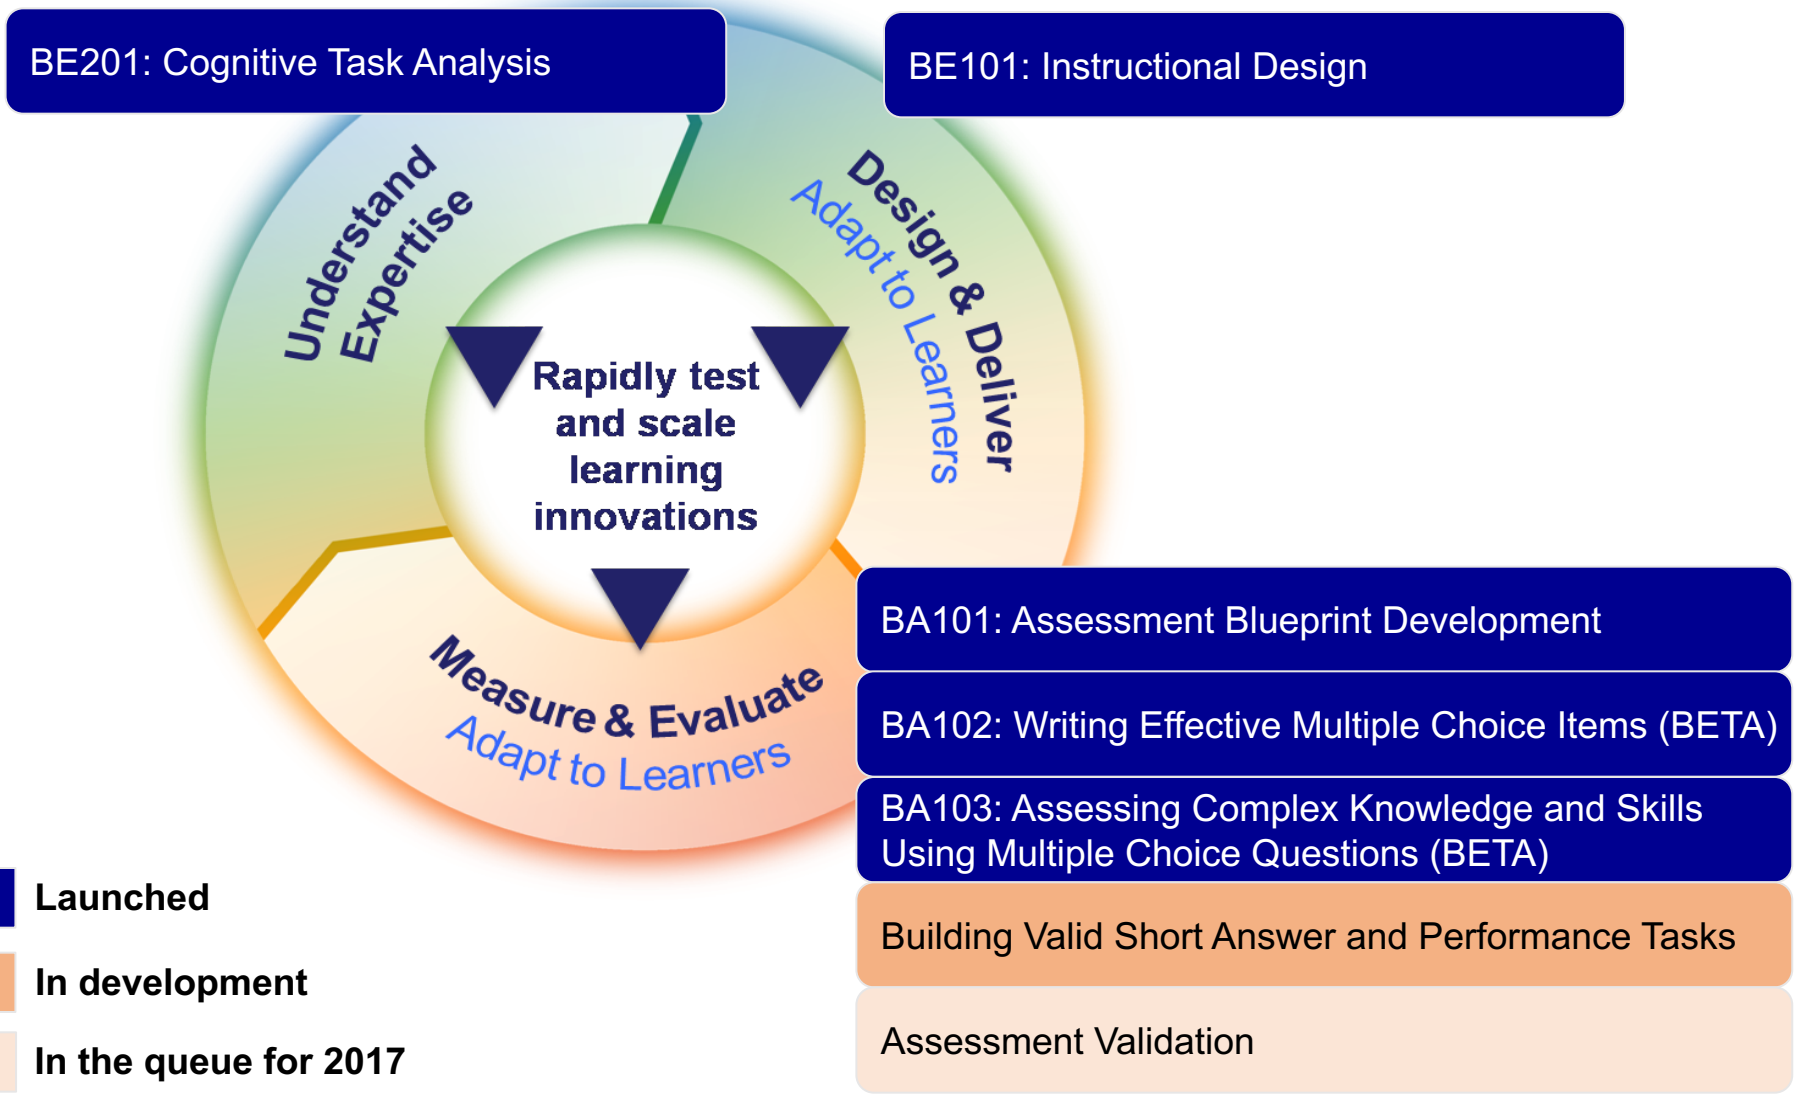 BE201: Cognitive Task Analysis
BE101: Instructional Design
Understand
Expertise
Design & Deliver
Adapt to Learners
Rapidly test
and scale
learning
innovations
Measure & Evaluate
Adapt to Learners
BA101: Assessment Blueprint Development
BA102: Writing Effective Multiple Choice Items (BETA)
BA103: Assessing Complex Knowledge and Skills
Using Multiple Choice Questions (BETA)
Building Valid Short Answer and Performance Tasks
Assessment Validation
Launched
In development
In the queue for 2017